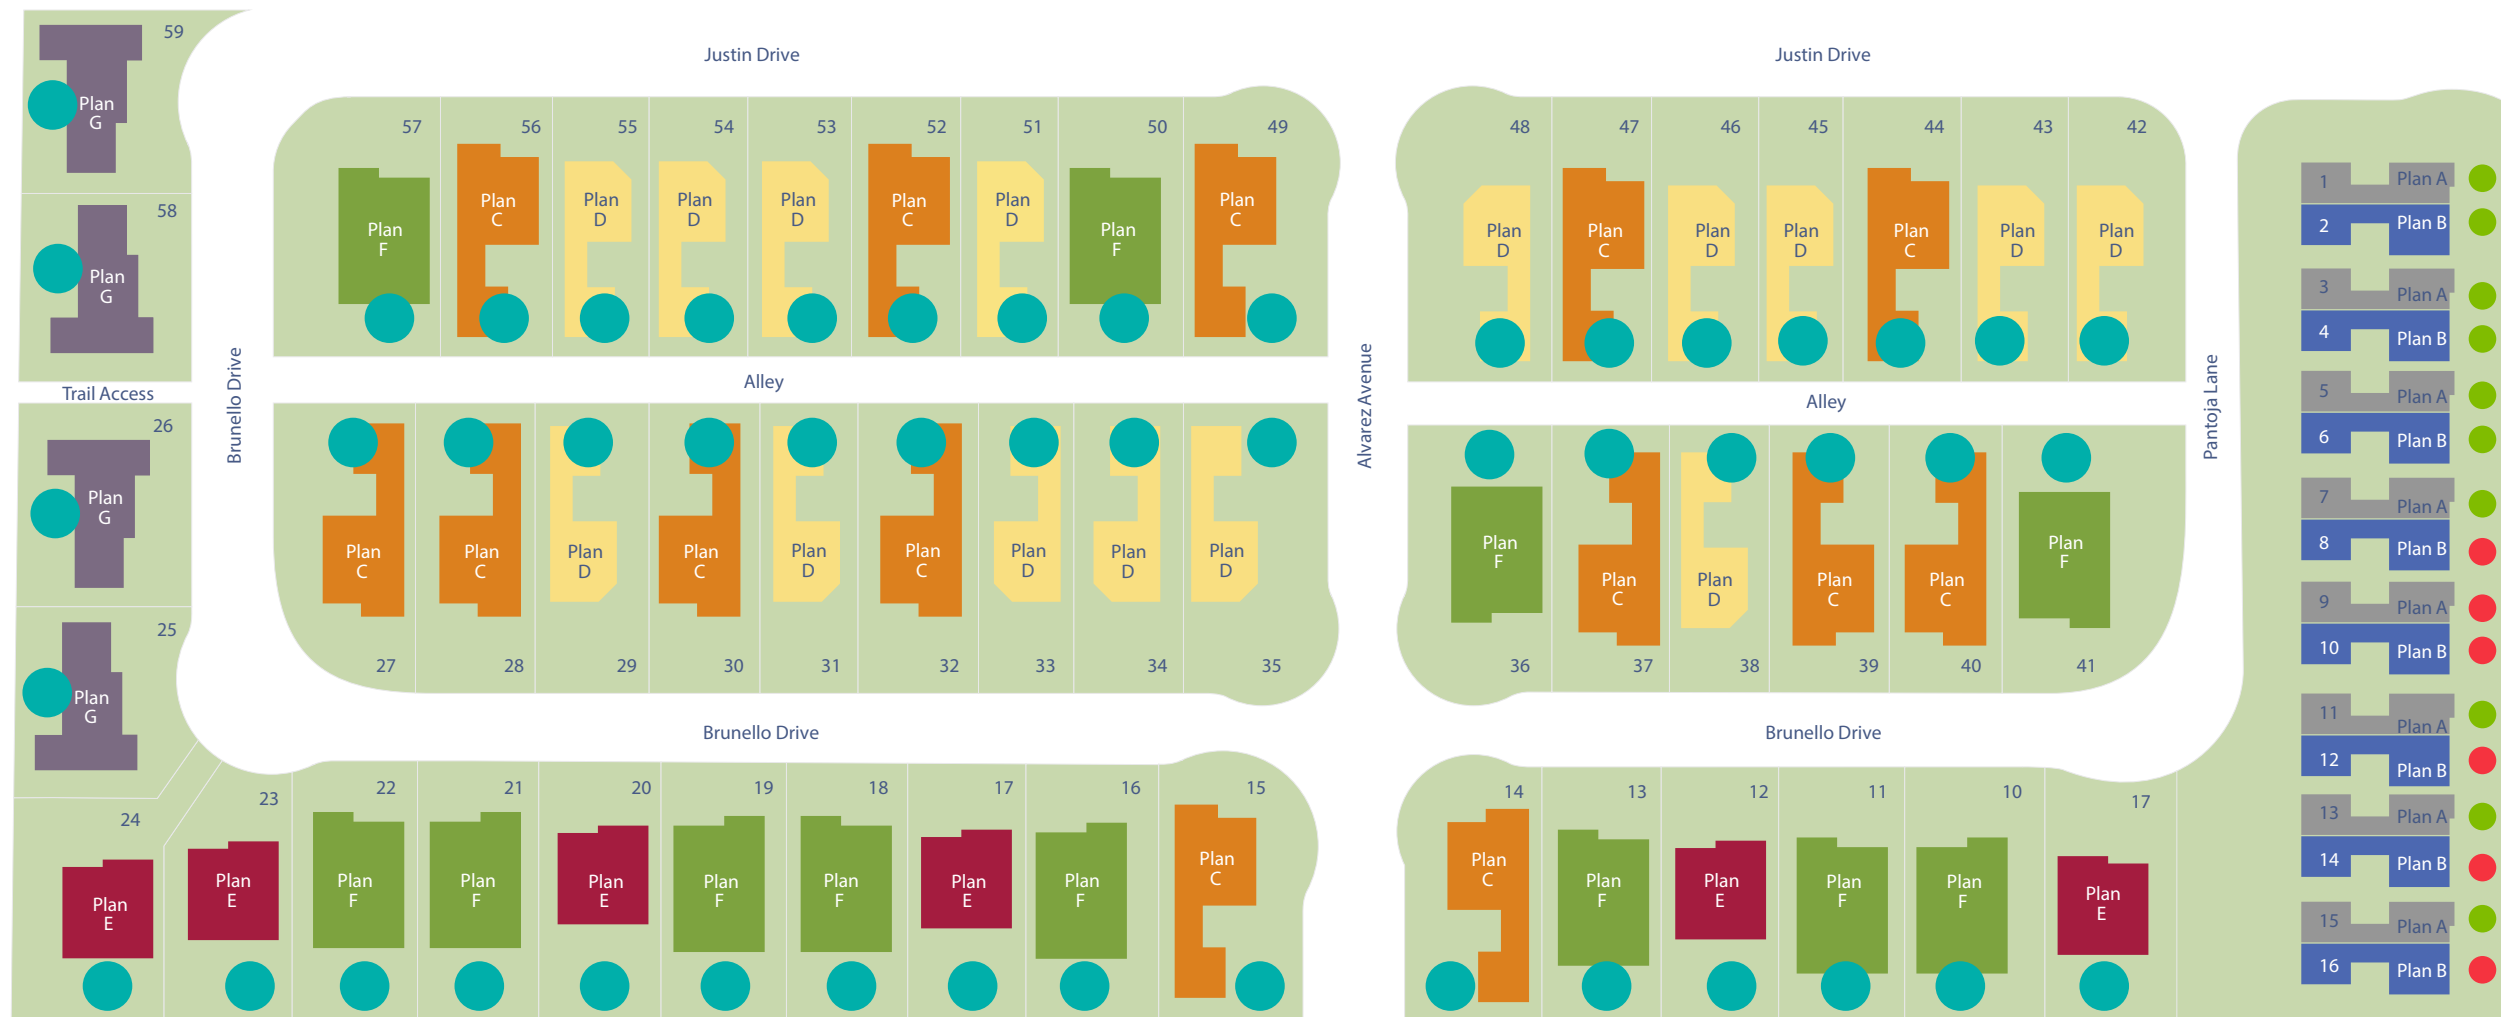 59
Plan
G
58
Plan
G
Trail Access
26
Plan
G
25
Plan
G
Brunello Drive
Justin Drive
57
56
55
54
53
52
51
50
49
Plan
F
Plan
C
Plan
D
Plan
D
Plan
D
Plan
C
Plan
D
Plan
F
Plan
C
Alley
Plan
C
Plan
C
Plan
D
Plan
C
Plan
D
Plan
C
Plan
D
Plan
D
Plan
D
27
28
29
30
31
32
33
34
35
Brunello Drive
24
23
22
21
20
19
18
17
16
15
Plan
E
Plan
E
Plan
F
Plan
F
Plan
E
Plan
F
Plan
F
Plan
E
Plan
F
Plan
C
Alvarez Avenue
Justin Drive
48
47
46
45
44
43
42
Plan
D
Plan
C
Plan
D
Plan
D
Plan
C
Plan
D
Plan
D
Alley
Plan
F
Plan
C
Plan
D
Plan
C
Plan
C
Plan
F
36
37
38
39
40
41
Brunello Drive
14
13
12
11
10
17
Plan
C
Plan
F
Plan
E
Plan
F
Plan
F
Plan
E
Pantoja Lane
1 Plan A
2 Plan B
3 Plan A
4 Plan B
5 Plan A
6 Plan B
7 Plan A
8 Plan B
9 Plan A
10 Plan B
11 Plan A
12 Plan B
13 Plan A
14 Plan B
15 Plan A
16 Plan B